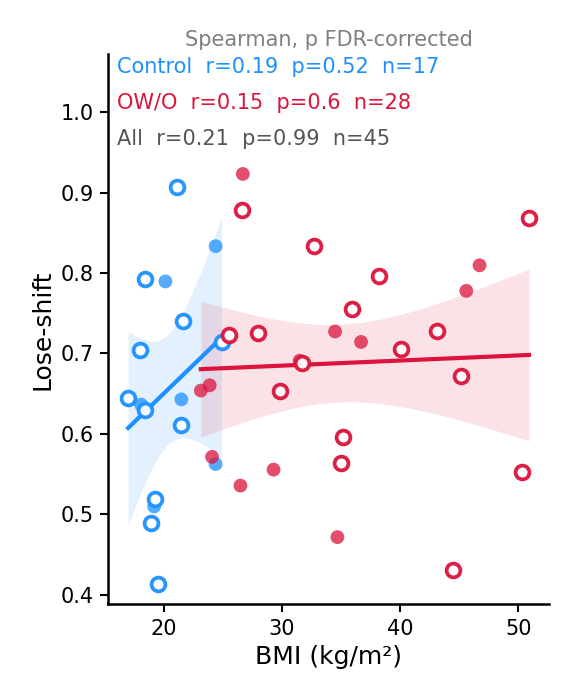 Spearman, p FDR-corrected
Control  r=0.19  p=0.52  n=17
OW/O  r=0.15  p=0.6  n=28
All  r=0.21  p=0.99  n=45
1.0
0.9
0.8
0.7
0.6
0.5
0.4
Lose-shift
20 30 40 50
BMI (kg/m²)